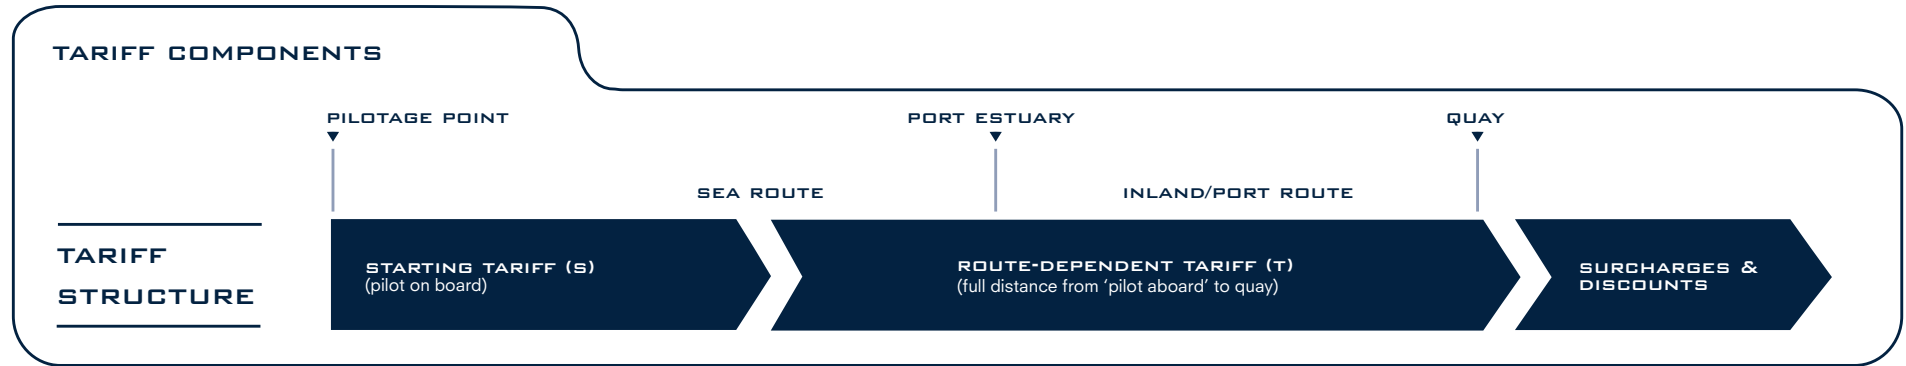 TARIFF COMPONENTS
PILOTAGE POINT
PORT ESTUARY
QUAY
SEA ROUTE
INLAND/PORT ROUTE
TARIFF
STRUCTURE
STARTING TARIFF (S)
(pilot on board)
ROUTE-DEPENDENT TARIFF (T)
(full distance from ‘pilot aboard’ to quay)
SURCHARGES &
DISCOUNTS